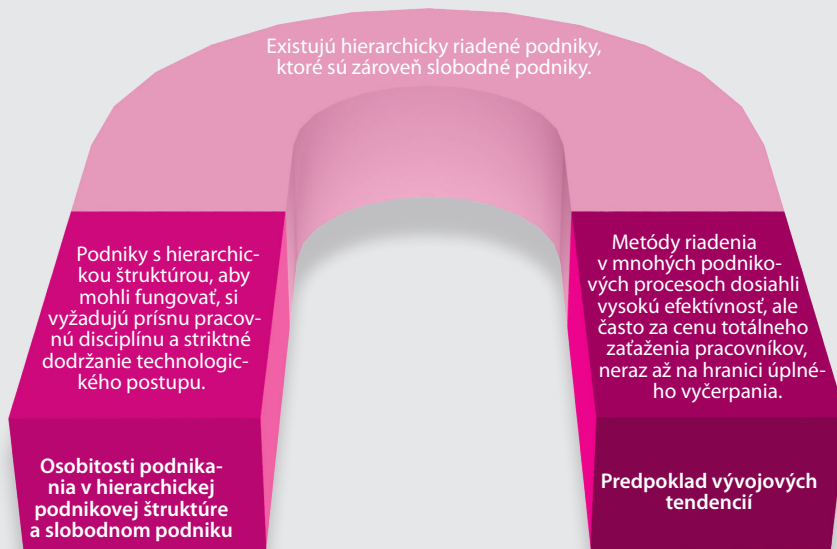 Existujú hierarchicky riadené podniky,
ktoré sú zároveň slobodné podniky.
Podniky s hierarchic-
kou štruktúrou, aby
mohli fungovať, si
vyžadujú prísnu pracov-
nú disciplínu a striktné
dodržanie technologic-
kého postupu.
Metódy riadenia
v mnohých podniko-
vých procesoch dosiahli
vysokú efektívnosť, ale
často za cenu totálneho
zaťaženia pracovníkov,
neraz až na hranici úplné-
ho vyčerpania.
Osobitosti podnika-
nia v hierarchickej
podnikovej štruktúre
a slobodnom podniku
Predpoklad vývojových
tendencií